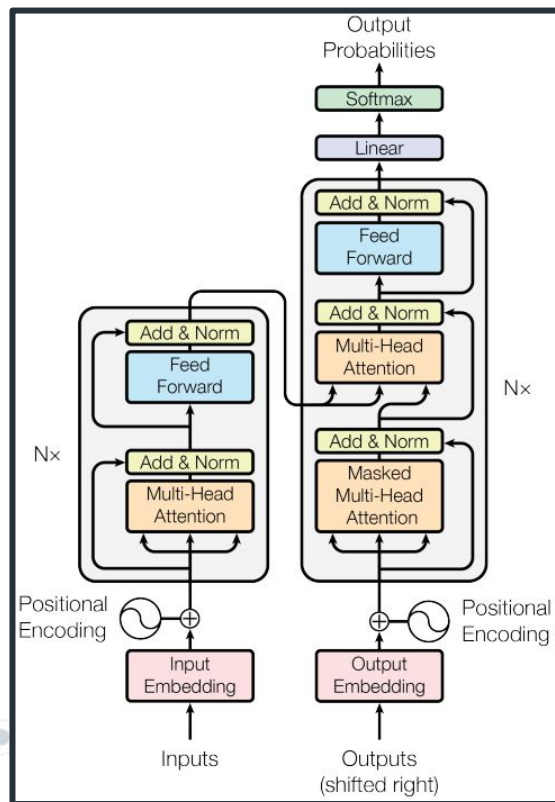 Output
Probabilities
Softmax
Linear
Add & Norm
Feed
Forward
Add & Norm
Multi-Head
Attention
Add & Norm
Masked
Multi-Head
Attention
Nx
Add & Norm
Feed
Forward
Add & Norm
Multi-Head
Attention
Nx
Positional
Encoding
Positional
Encoding
Input
Embedding
Output
Embedding
Inputs
Outputs
(shifted right)